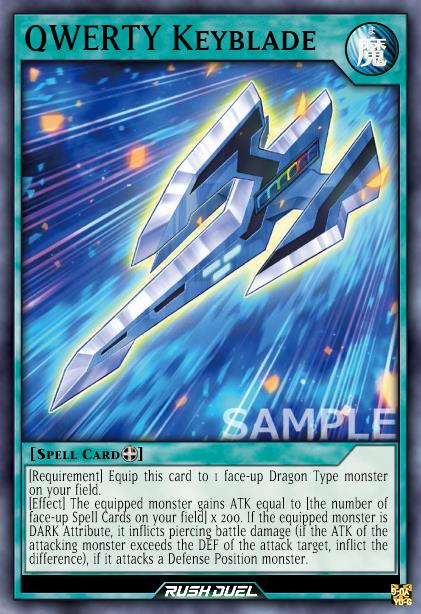 QWERTY Keyblade
ま
魔
SAMPLE
[Spell Card]
[Requirement] Equip this card to 1 face-up Dragon Type monster
on your field.
[Effect] The equipped monster gains ATK equal to [the number of
face-up Spell Cards on your field] x 200. If the equipped monster is
DARK Attribute, it inflicts piercing battle damage (if the ATK of the
attacking monster exceeds the DEF of the attack target, inflict the
difference), if it attacks a Defense Position monster.
RUSH DUEL